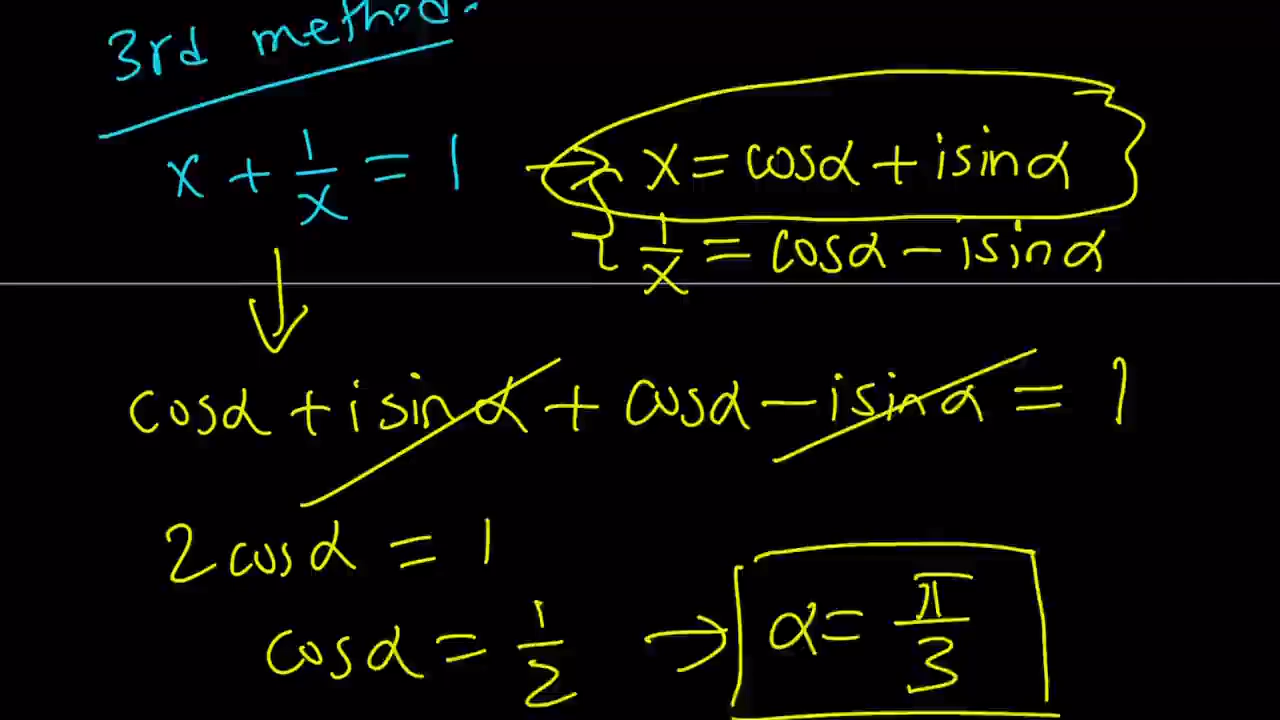 3rd method.
x + 1/x = 1 → x = cosα + isinα
1/x = cosα - isinα
cosα + isinα + cosα - isinα = 1
2cosα = 1
cosα = 1/2 → α = π/3